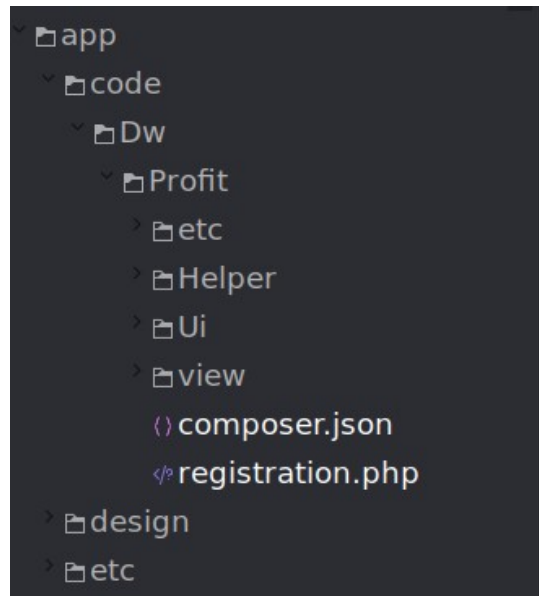 app
code
Dw
Profit
etc
Helper
Ui
view
composer.json
registration.php
design
etc